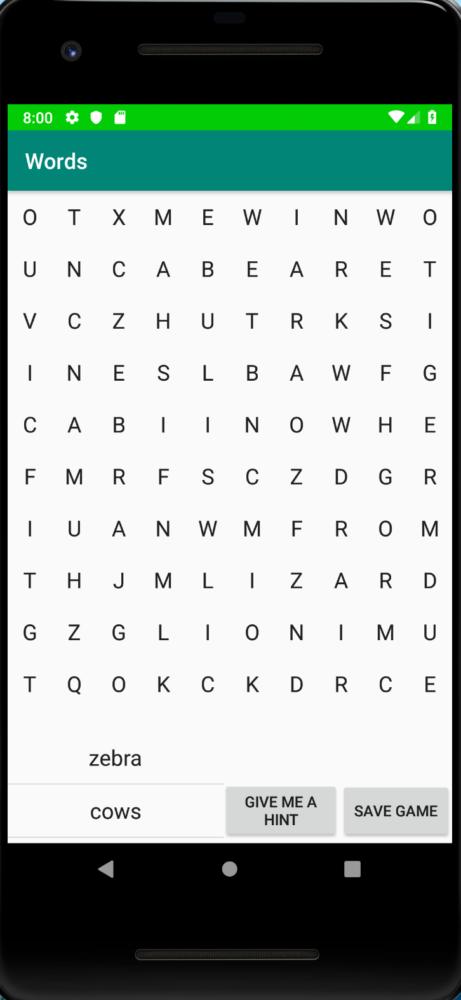 8:00
Words
O T X M E W I N W O
U N C A B E A R E T
V C Z H U T R K S I
I N E S L B A W F G
C A B I I N O W H E
F M R F S C Z D G R
I U A N W M F R O M
T H J M L I Z A R D
G Z G L I O N I M U
T Q O K C K D R C E
zebra
cows
GIVE ME A
HINT
SAVE GAME